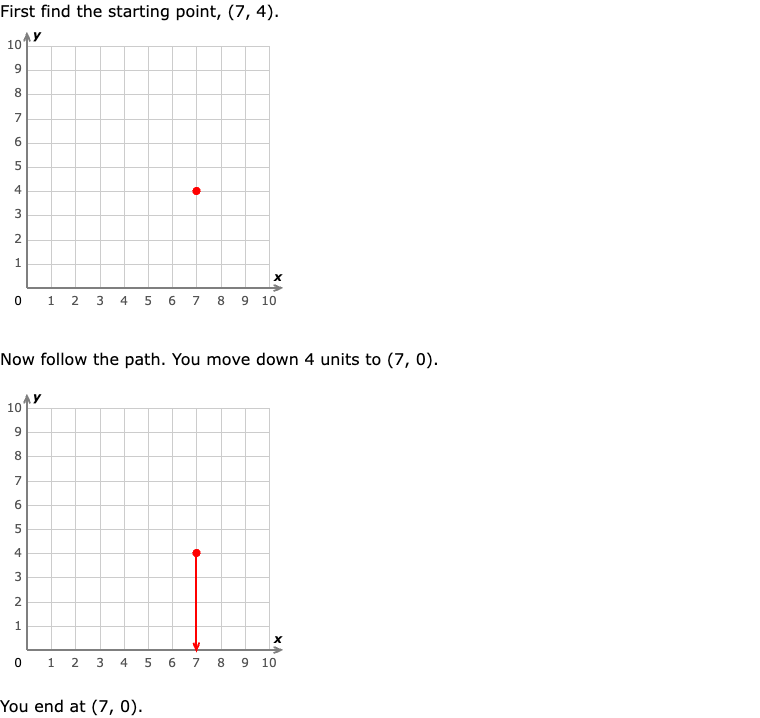 First find the starting point, (7, 4).
y
10
9
8
7
6
5
4
3
2
1
x
0 1 2 3 4 5 6 7 8 9 10
Now follow the path. You move down 4 units to (7, 0).
y
10
9
8
7
6
5
4
3
2
1
x
0 1 2 3 4 5 6 7 8 9 10
You end at (7, 0).